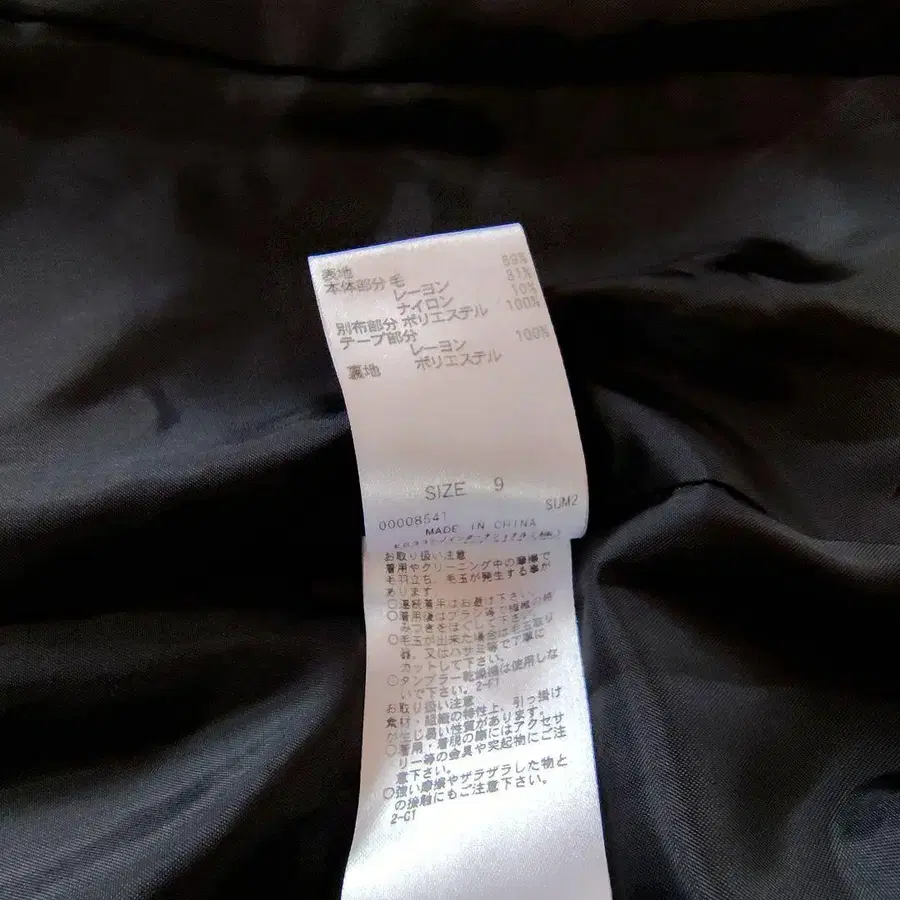 表地
本体部分 毛 59%
レーヨン 31%
ナイロン 10%
別布部分 ポリエステル 100%
テープ部分
レーヨン 100%
裏地 ポリエステル
SIZE 9
00008541 SUM2
MADE IN CHINA
お取り扱い注意
着用やクリーニング中の摩擦で
毛羽立ち、毛玉が発生する事が
あります。
○連続着用はお避け下さい。
○着用後はブラシ等で繊維の絡
みつきをほぐして下さい。
○毛玉が出来た場合は毛玉取り
器、又はハサミ等で丁寧に
カットして下さい。
○タンブラー乾燥機は使用しな
いで下さい。2-F1
お取り扱い注意
素材・組織の特性上、引っ掛け
が生じ易い性質があります。
○着用・着脱の際にはアクセサ
リー等の金具や突起物にご注
意下さい。
○強い摩擦やザラザラした物と
の接触にもご注意下さい。
2-G1